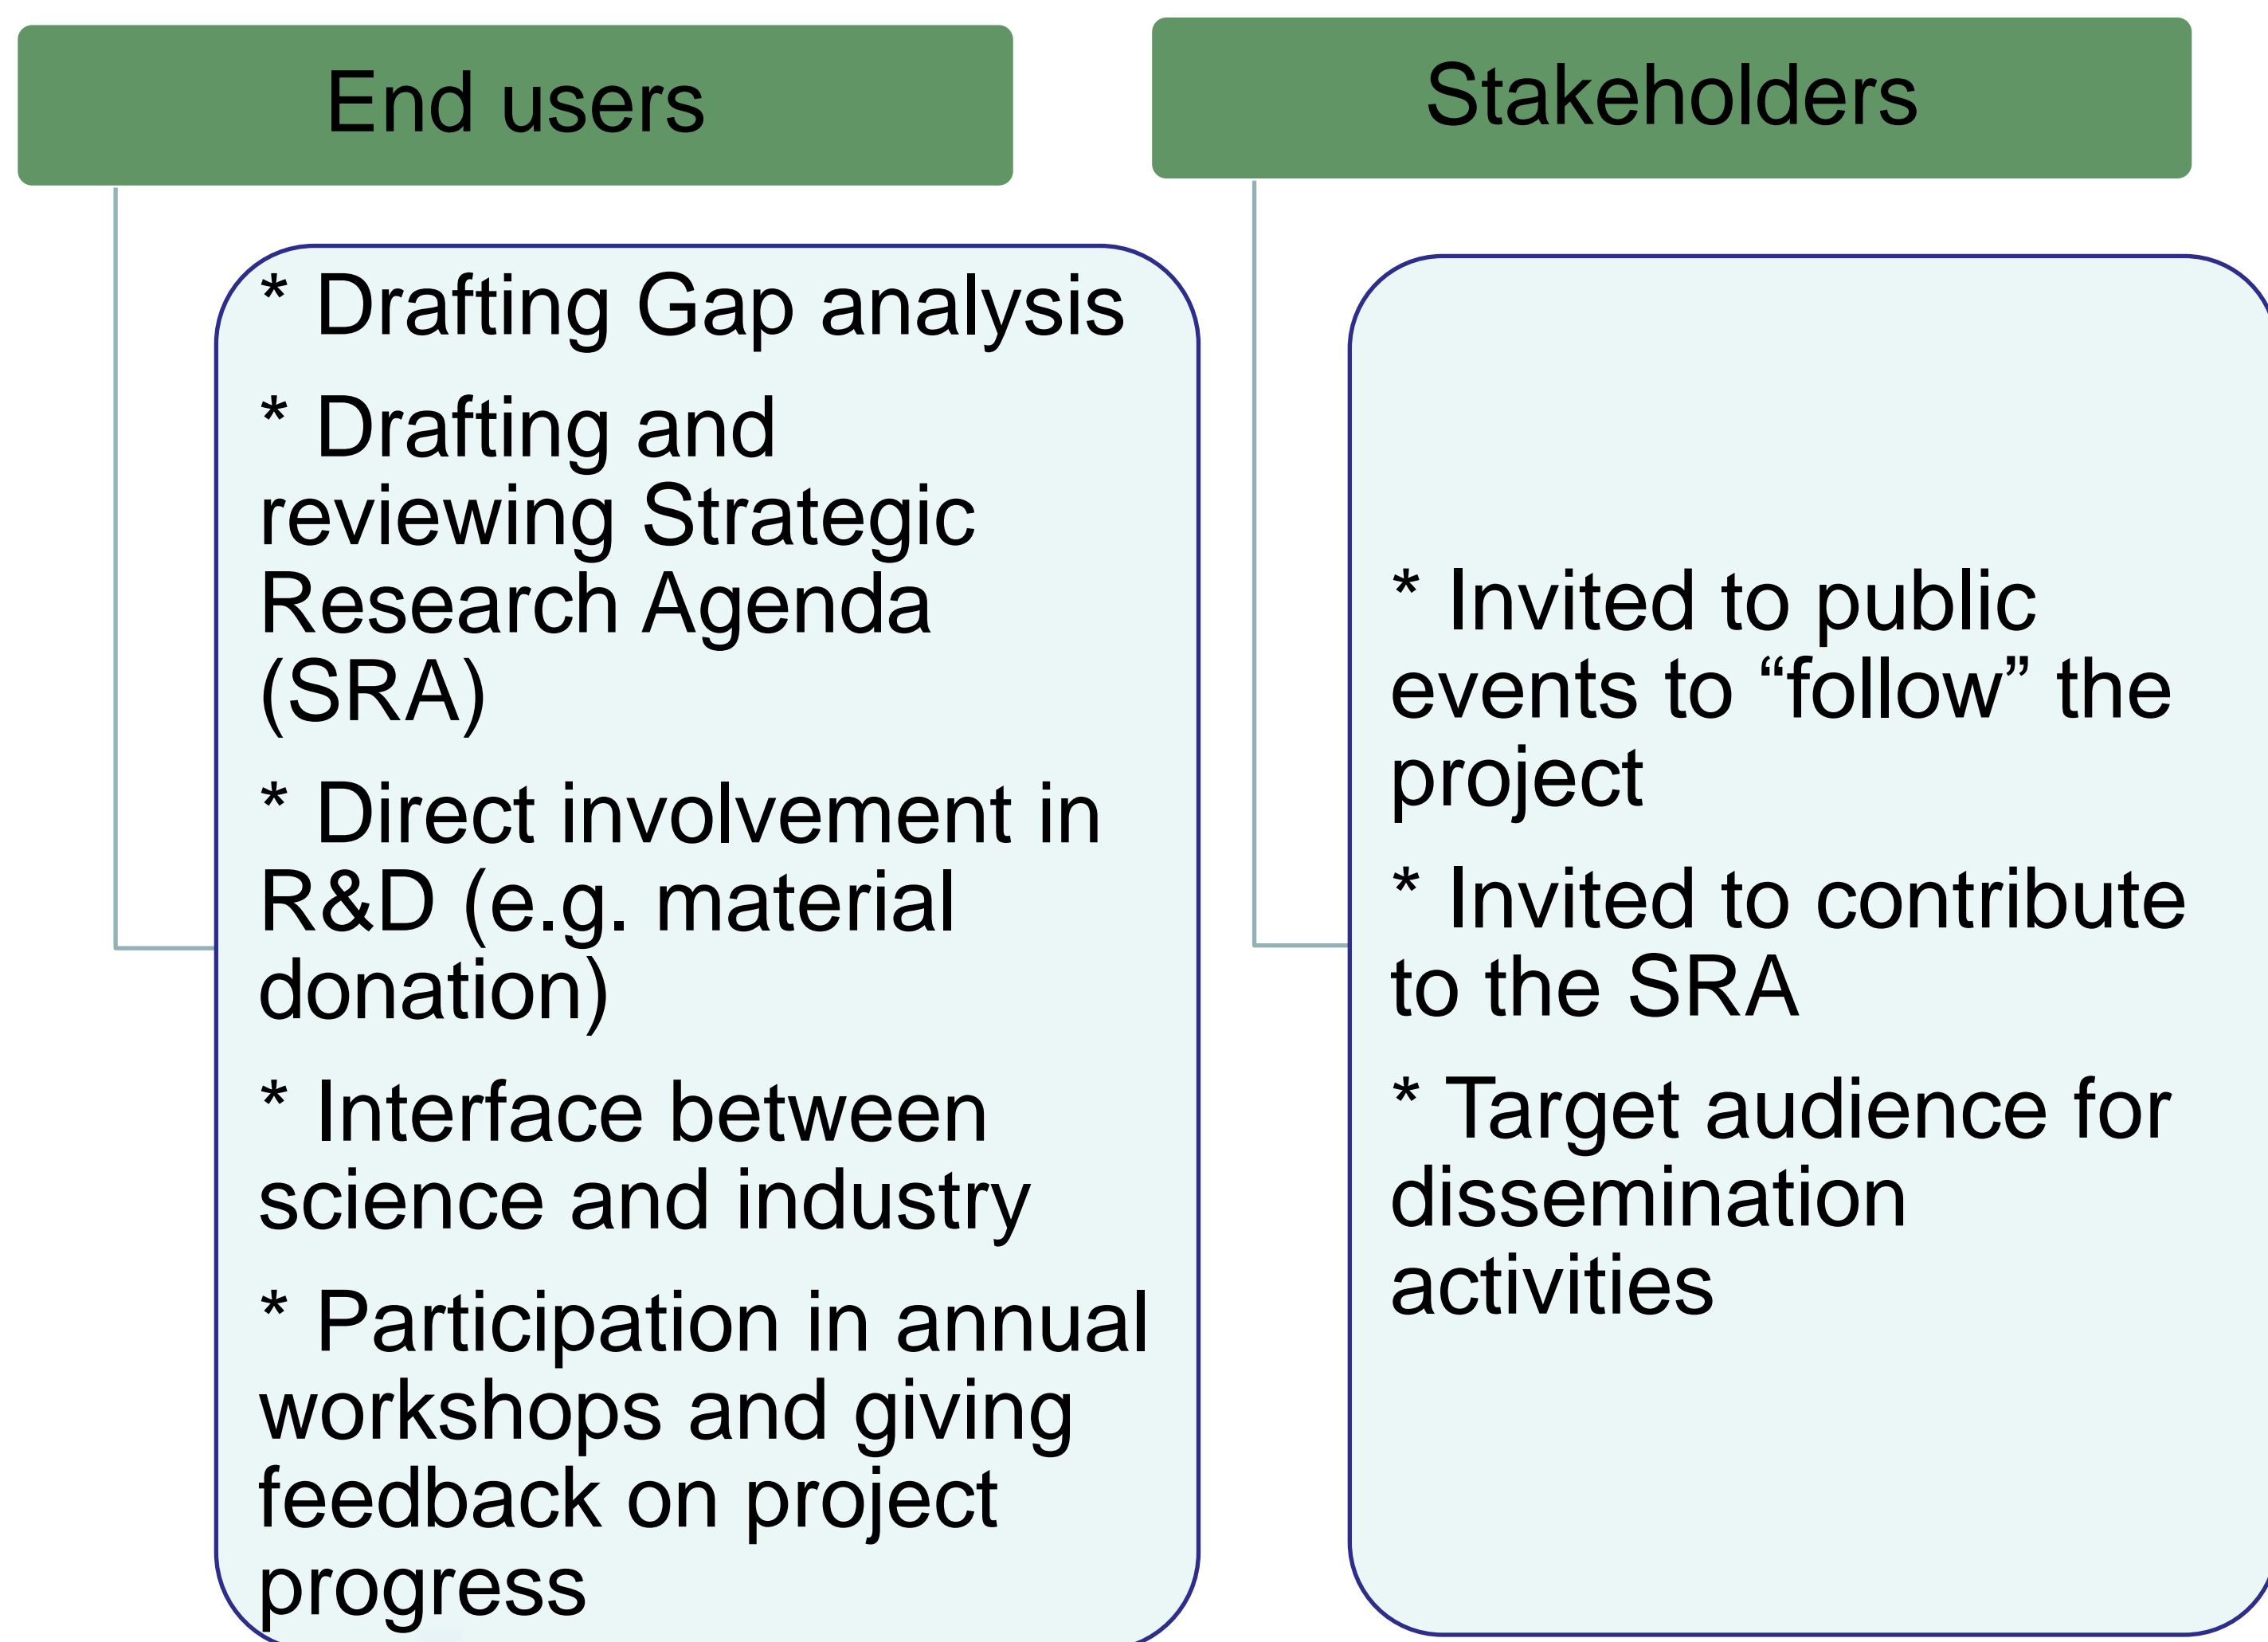 End users
* Drafting Gap analysis
* Drafting and
reviewing Strategic
Research Agenda
(SRA)
* Direct involvement in
R&D (e.g. material
donation)
* Interface between
science and industry
* Participation in annual
workshops and giving
feedback on project
progress
Stakeholders
* Invited to public
events to “follow” the
project
* Invited to contribute
to the SRA
* Target audience for
dissemination
activities